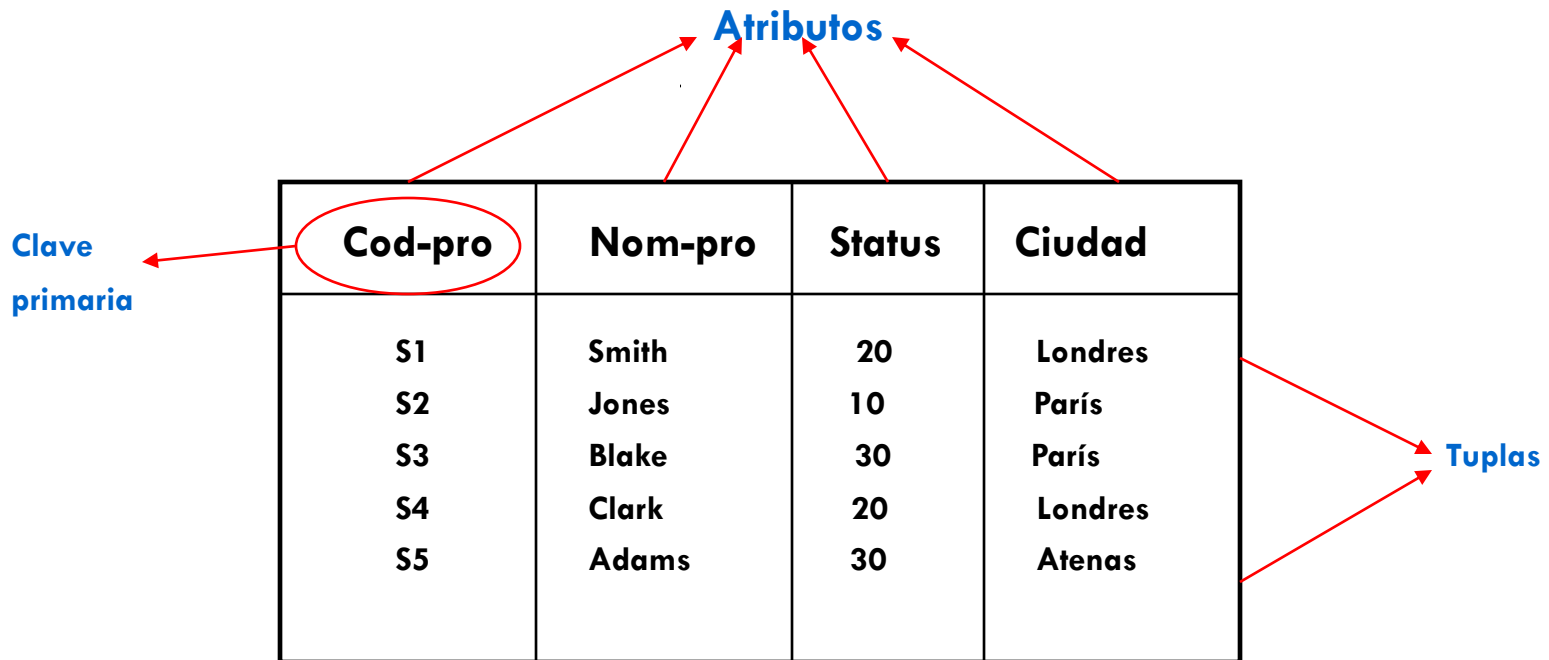 Atributos
Clave
primaria
Cod-pro Nom-pro Status Ciudad
S1 Smith 20 Londres
S2 Jones 10 París
S3 Blake 30 París
S4 Clark 20 Londres
S5 Adams 30 Atenas
Tuplas